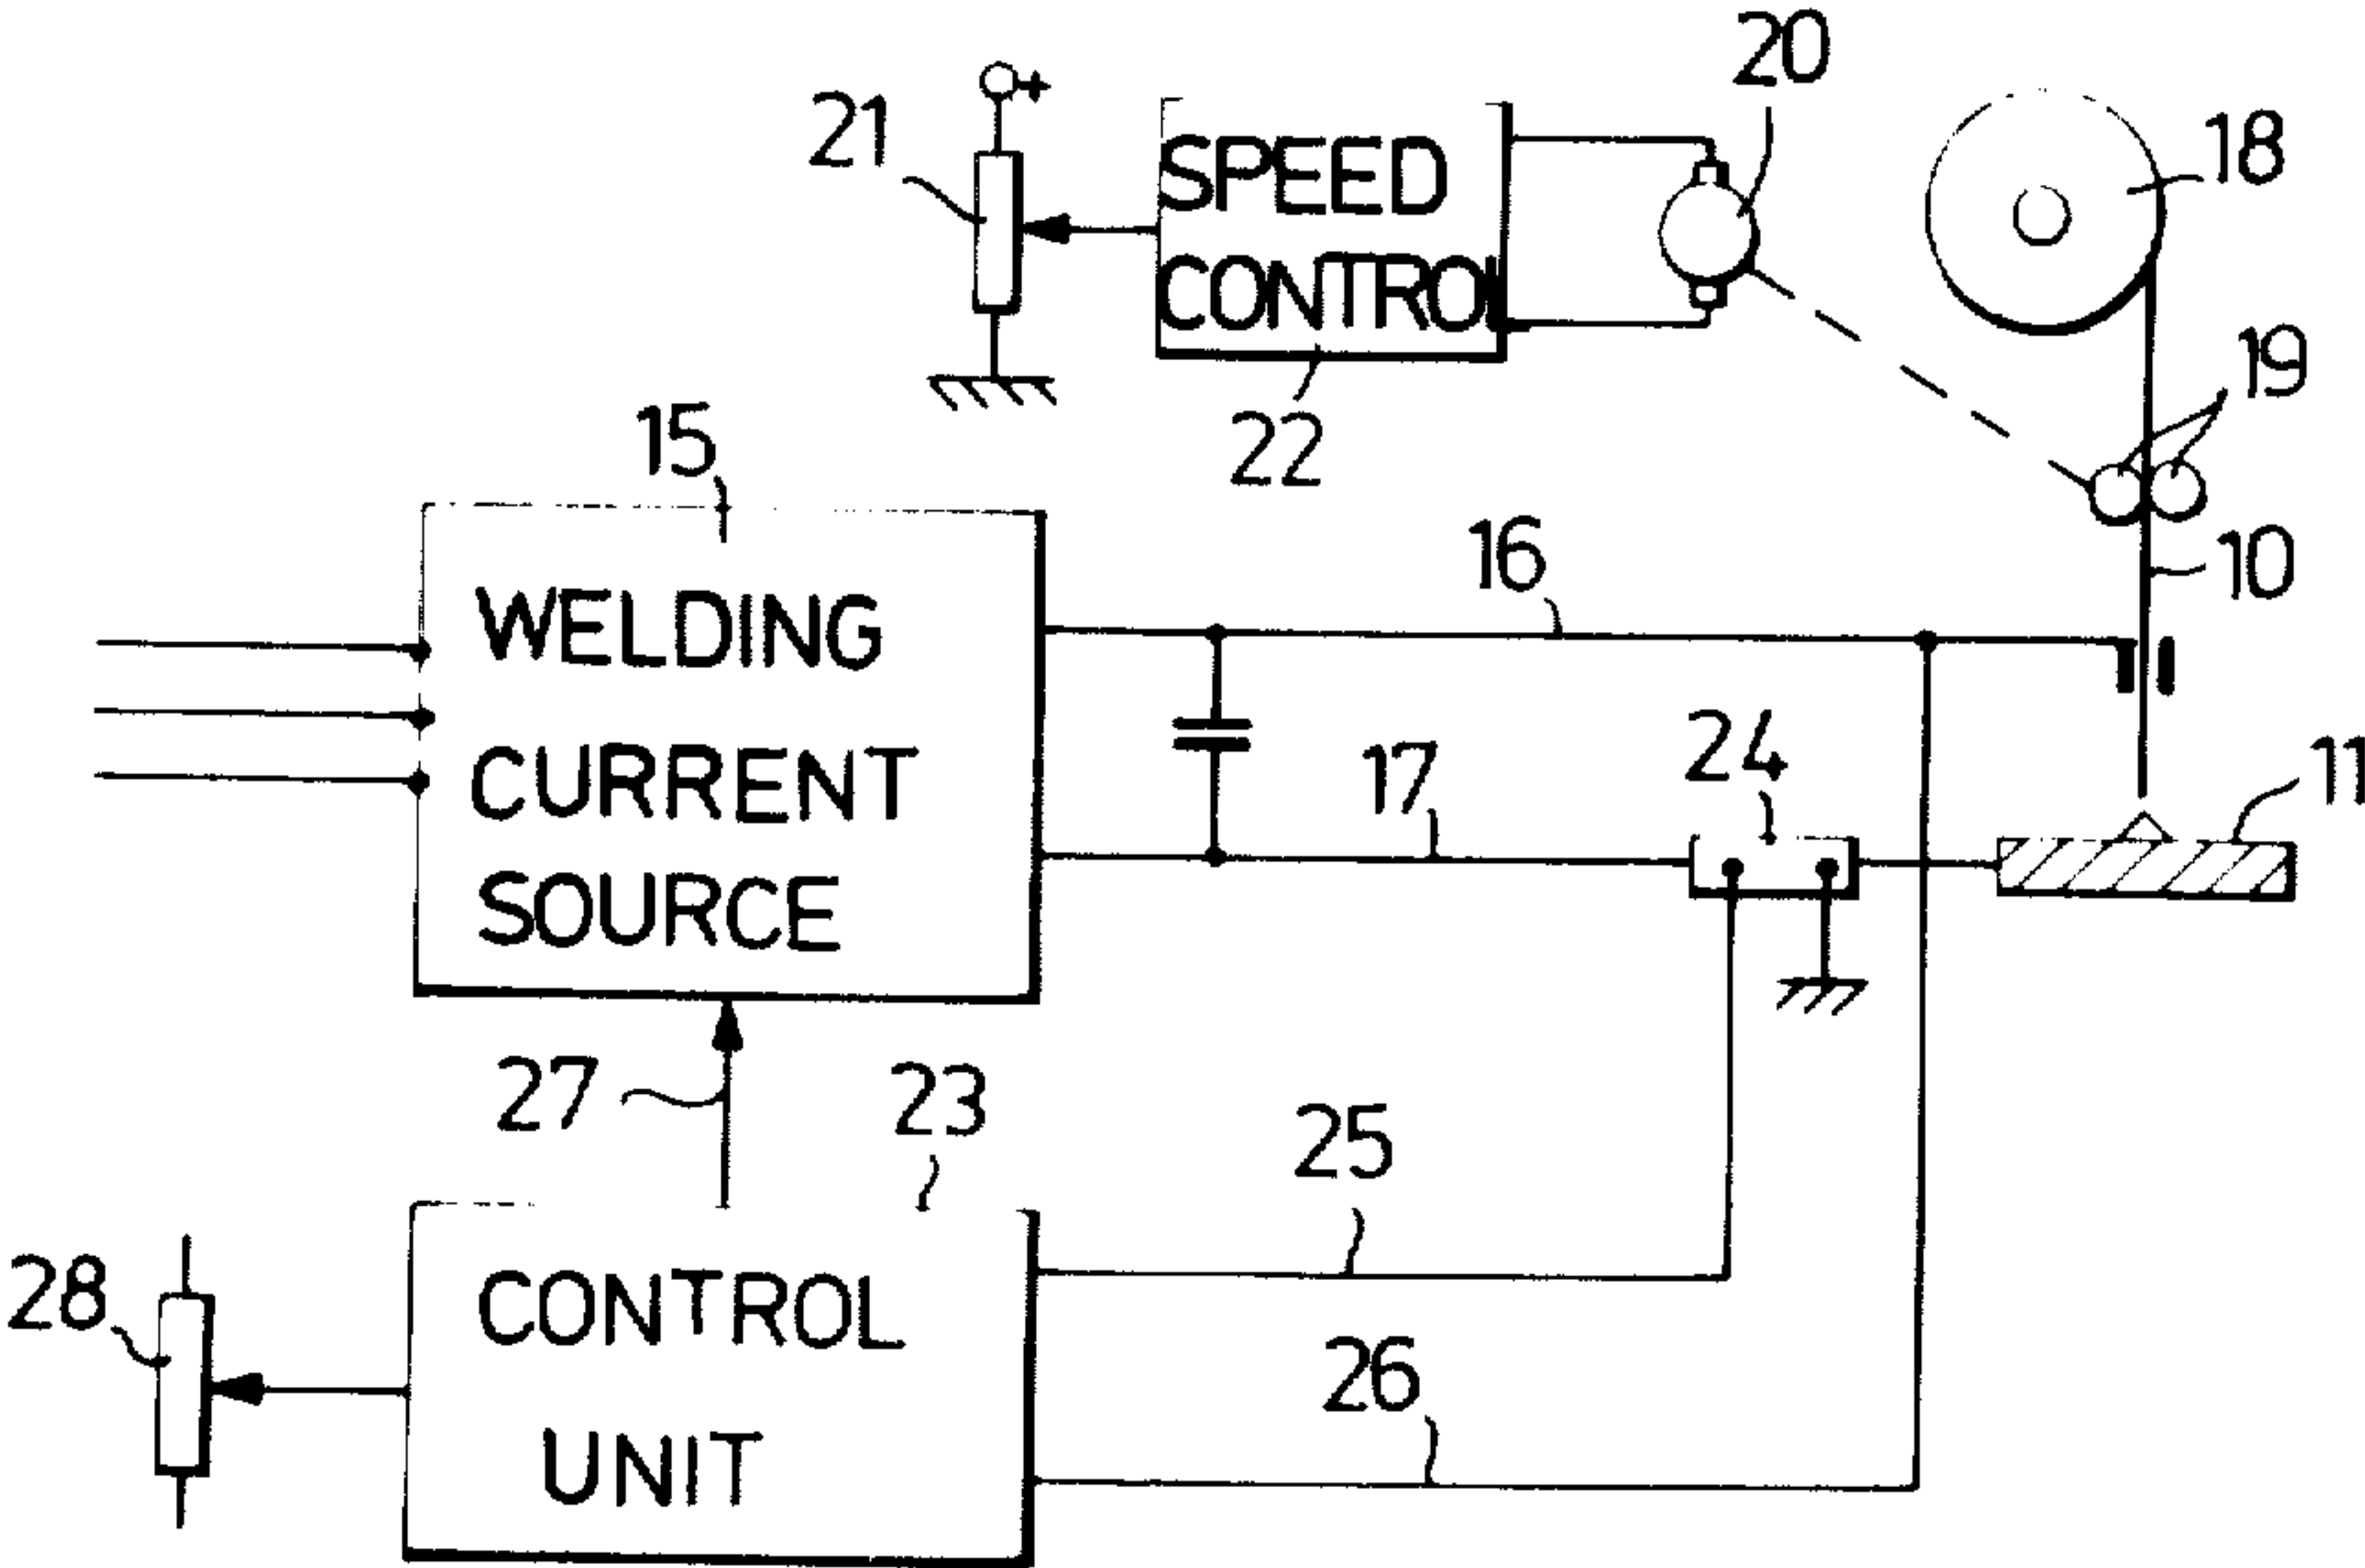 20
21
+
SPEED
CONTROL
18
19
22
15
16
10
WELDING
CURRENT
SOURCE
17
24
11
27
23
25
28
CONTROL
UNIT
26